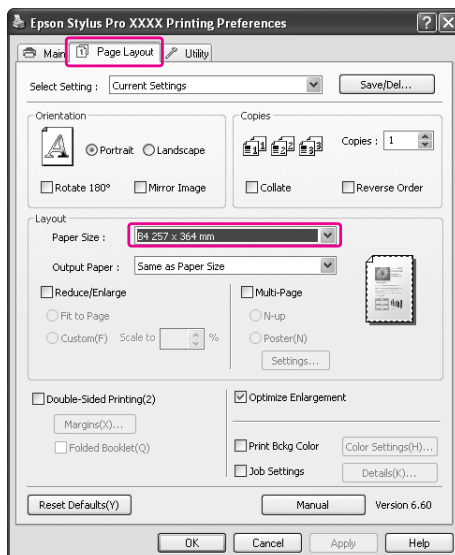 Epson Stylus Pro XXXX Printing Preferences
Main Page Layout Utility
Select Setting : Current Settings Save/Del...
Orientation
Portrait Landscape
Rotate 180° Mirror Image
Copies
Copies : 1
Collate Reverse Order
Layout
Paper Size : B4 257 x 364 mm
Output Paper : Same as Paper Size
Reduce/Enlarge
Fit to Page
Custom(F) Scale to %
Multi-Page
N-up
Poster(N)
Settings...
Double-Sided Printing(2)
Margins(X)...
Folded Booklet(Q)
Optimize Enlargement
Print Bckg Color Color Settings(H)...
Job Settings Details(K)...
Reset Defaults(Y) Manual Version 6.60
OK Cancel Apply Help